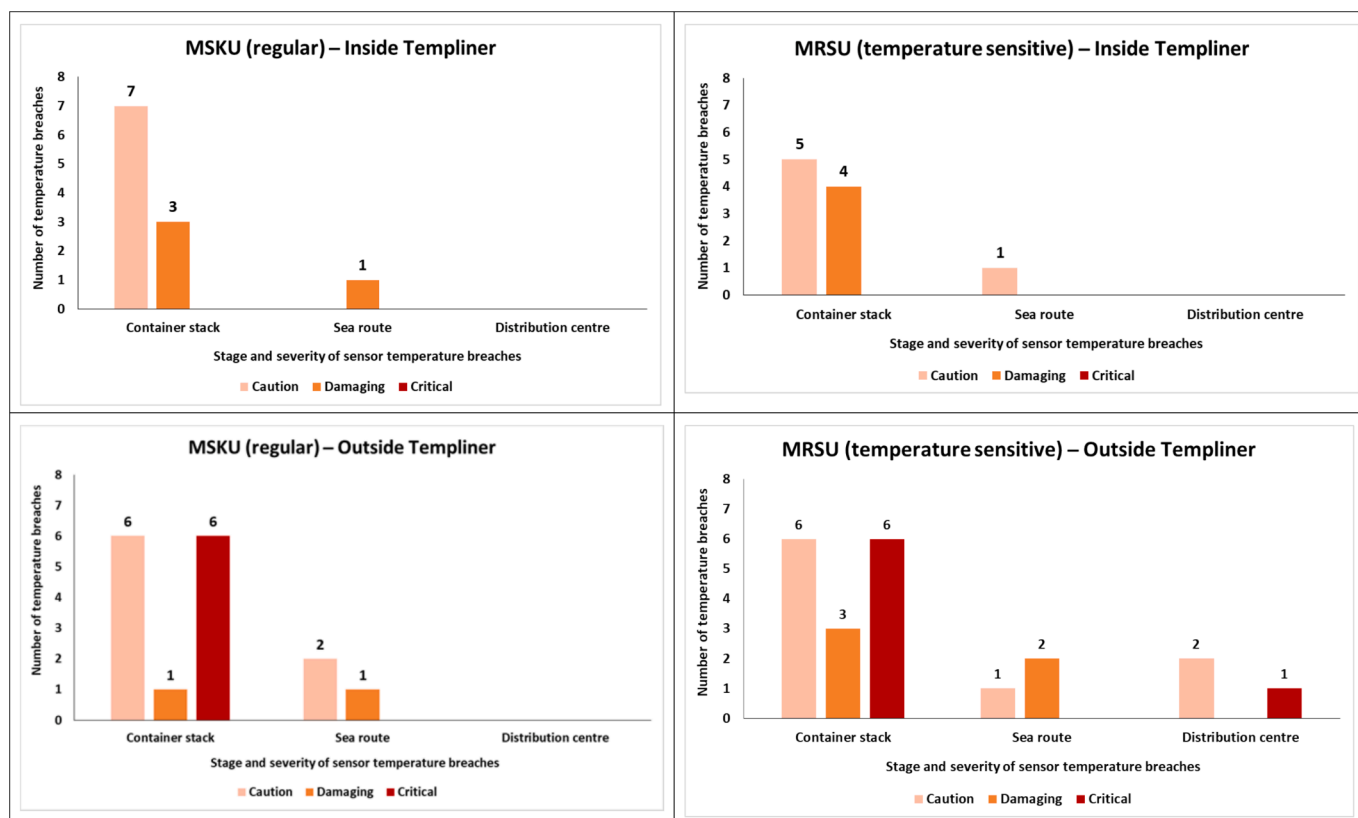 MSKU (regular) – Inside Templiner
Number of temperature breaches
8
7
6
5
4
3
2
1
0
7
3
1
Container stack Sea route Distribution centre
Stage and severity of sensor temperature breaches
Caution Damaging Critical
MRSU (temperature sensitive) – Inside Templiner
Number of temperature breaches
8
7
6
5
4
3
2
1
0
5
4
1
Container stack Sea route Distribution centre
Stage and severity of sensor temperature breaches
Caution Damaging Critical
MSKU (regular) – Outside Templiner
Number of temperature breaches
8
7
6
5
4
3
2
1
0
6
1
6
2
1
Container stack Sea route Distribution centre
Stage and severity of sensor temperature breaches
Caution Damaging Critical
MRSU (temperature sensitive) – Outside Templiner
Number of temperature breaches
8
7
6
5
4
3
2
1
0
6
3
6
1
2
2
1
Container stack Sea route Distribution centre
Stage and severity of sensor temperature breaches
Caution Damaging Critical